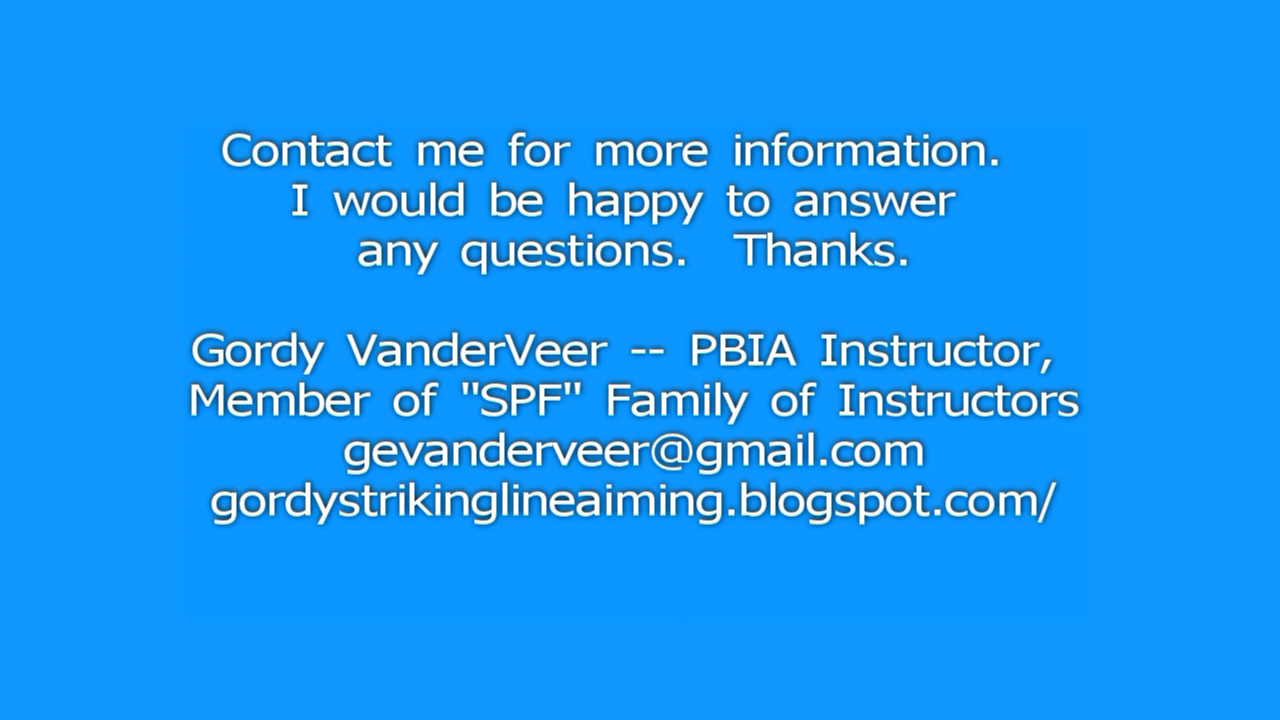 Contact me for more information.
I would be happy to answer
any questions. Thanks.
Gordy VanderVeer -- PBIA Instructor,
Member of "SPF" Family of Instructors
gevanderveer@gmail.com
gordystrikinglineaiming.blogspot.com/